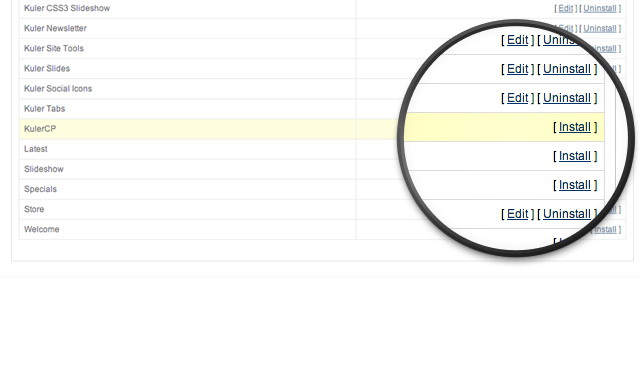 Kuler CSS3 Slideshow [ Edit ] [ Uninstall ]
Kuler Newsletter [ Edit ] [ Uninstall ]
Kuler Site Tools [ Edit ] [
Kuler Slides [ Edit ] [ Uninstall ]
Kuler Social Icons
Kuler Tabs [ Edit ] [ Uninstall ]
KulerCP [ Install ]
Latest [ Install ]
Slideshow
Specials [ Install ]
Store [ Edit ] [ Uninstall ]
Welcome [ Install ]